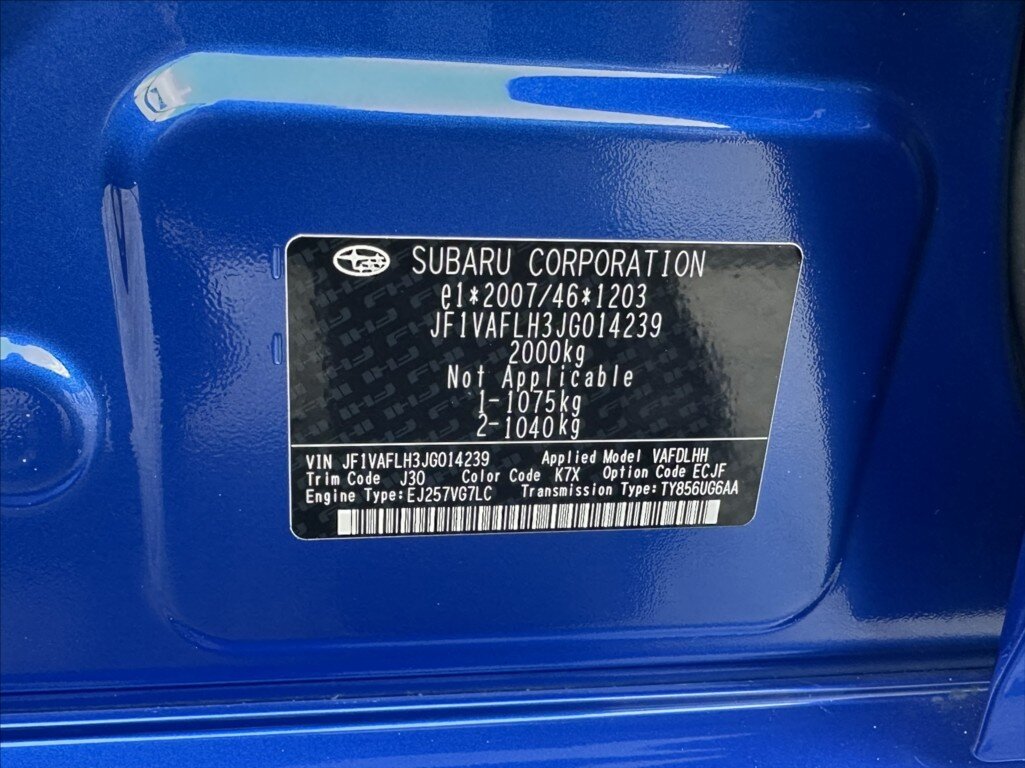 SUBARU CORPORATION
e1*2007/46*1203
JF1VAFLH3JG014239
2000kg
Not Applicable
1-1075kg
2-1040kg
VIN JF1VAFLH3JG014239 Applied Model VAFDLHH
Trim Code J30 Color Code K7X Option Code ECJF
Engine Type:EJ257VG7LC Transmission Type:TY856UG6AA